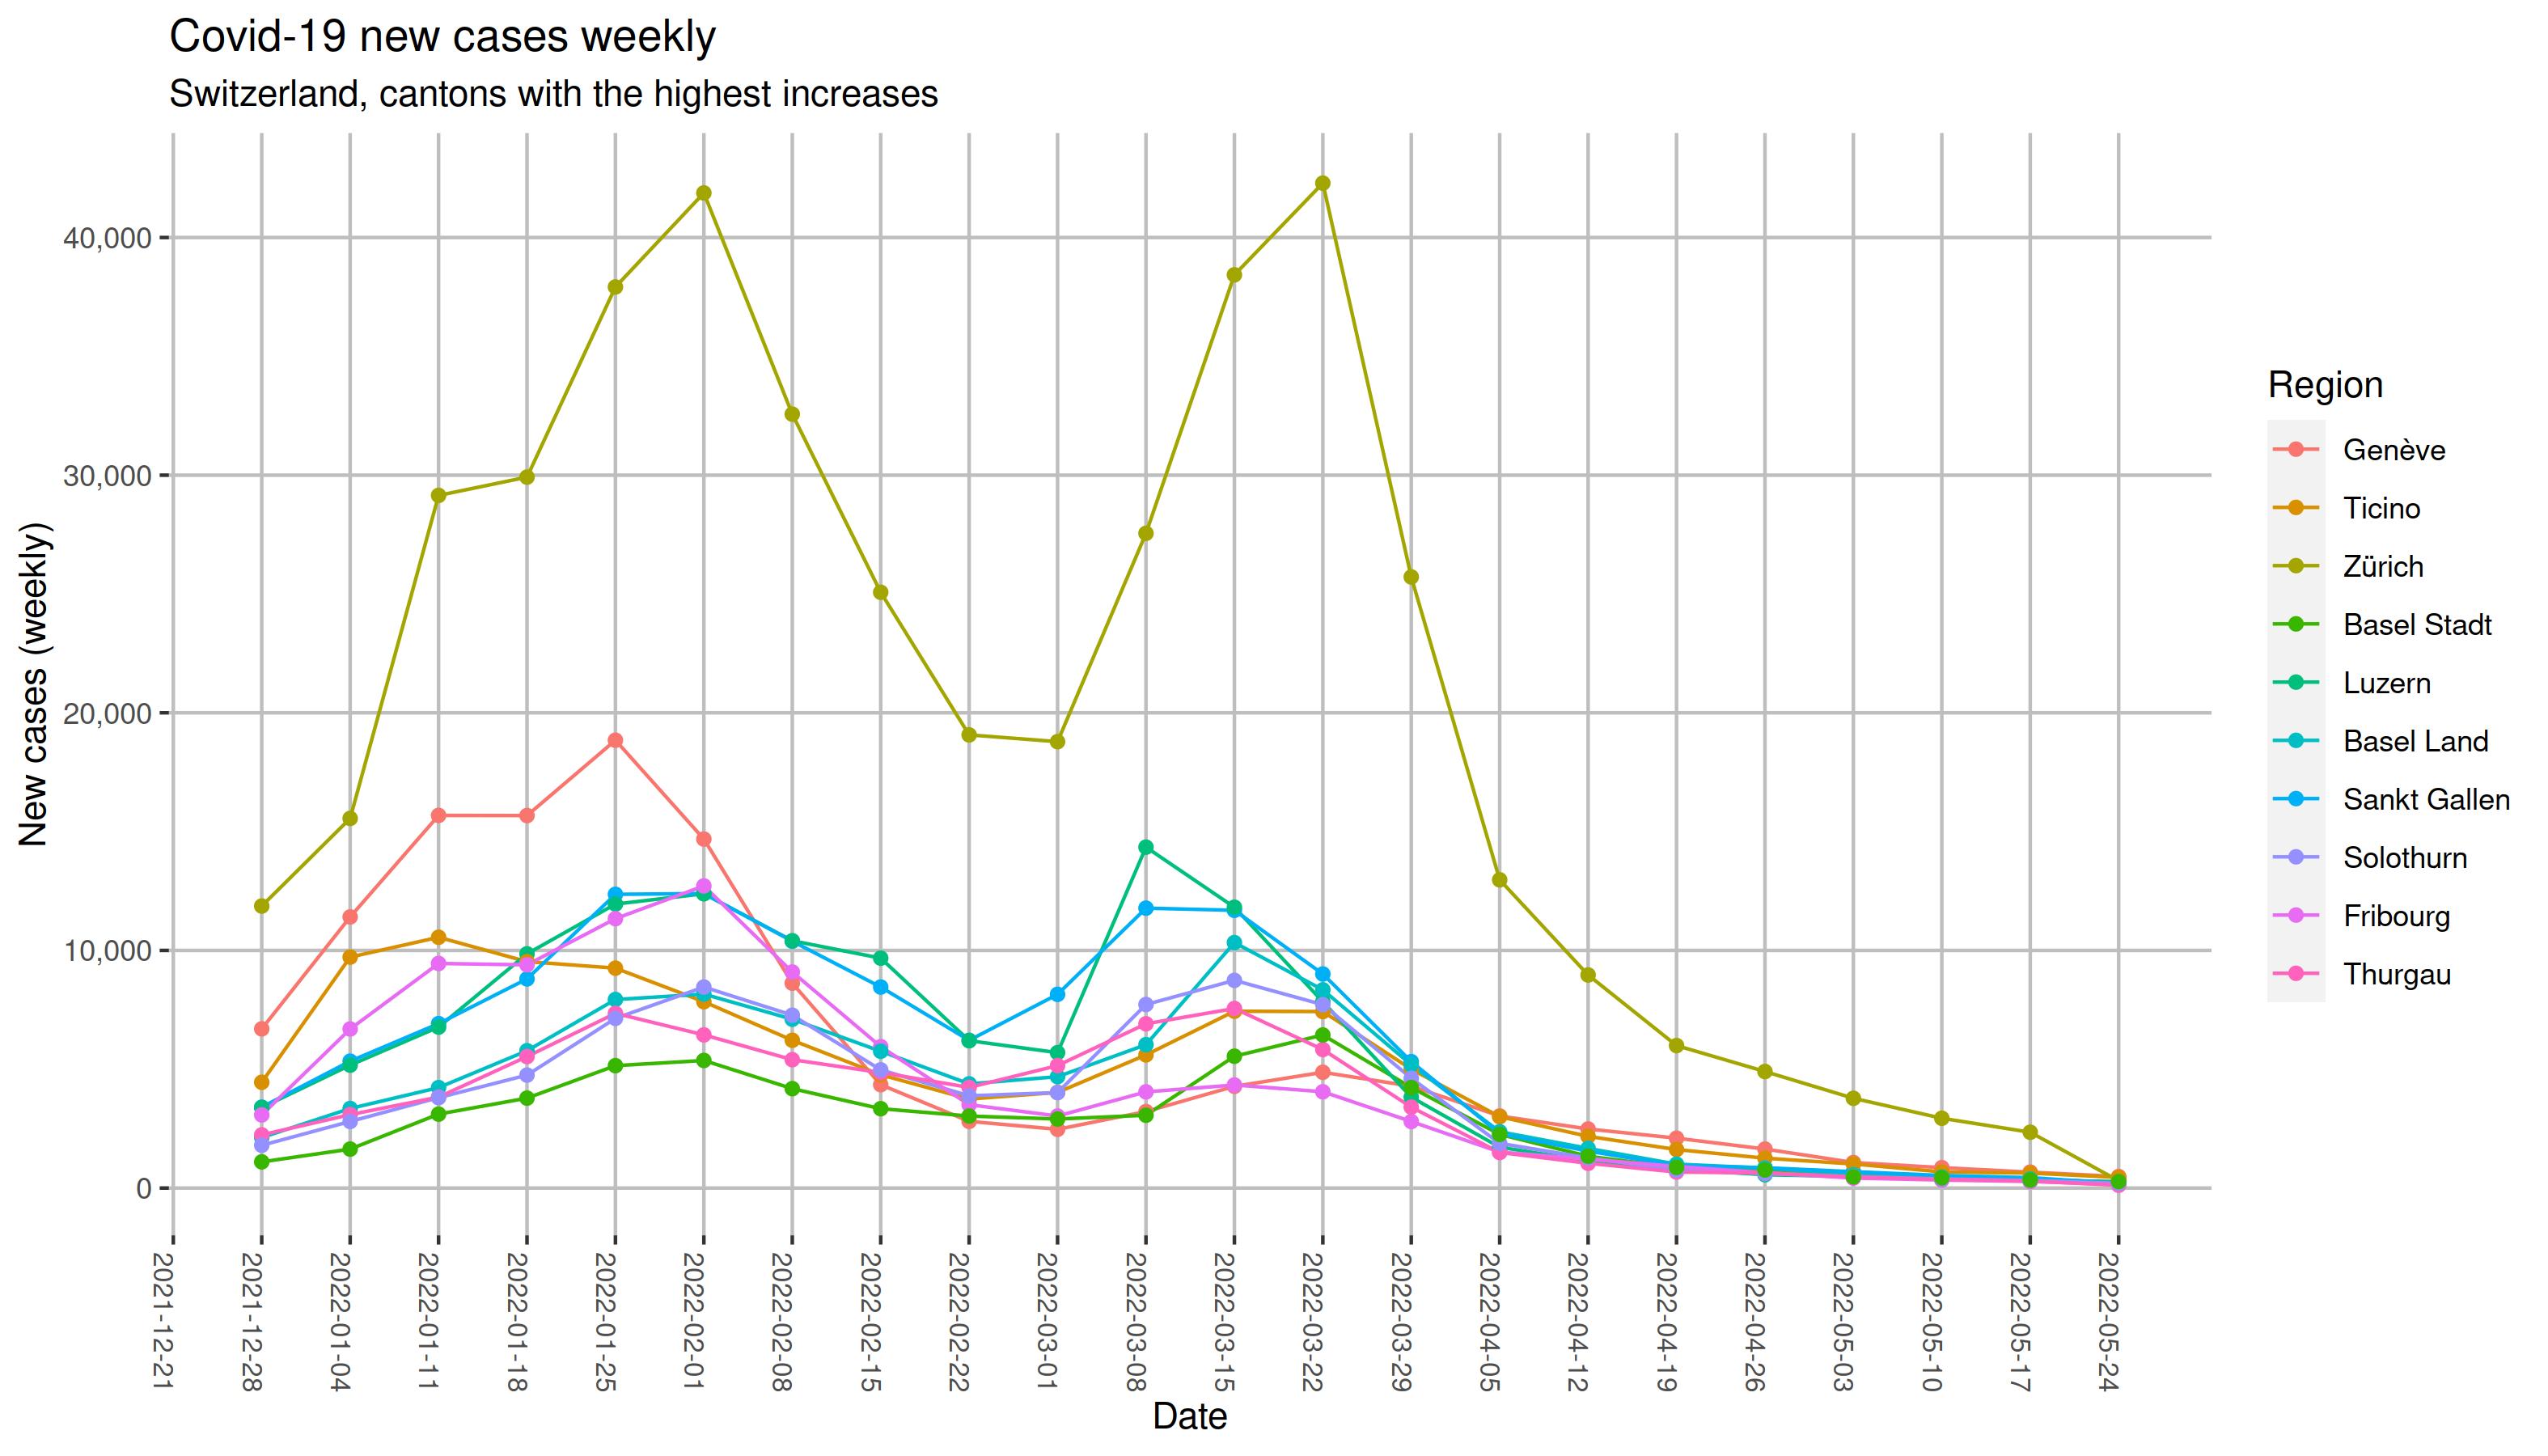 Covid-19 new cases weekly
Switzerland, cantons with the highest increases
New cases (weekly)
40,000
30,000
20,000
10,000
0
2021-12-21
2021-12-28
2022-01-04
2022-01-11
2022-01-18
2022-01-25
2022-02-01
2022-02-08
2022-02-15
2022-02-22
2022-03-01
2022-03-08
2022-03-15
2022-03-22
2022-03-29
2022-04-05
2022-04-12
2022-04-19
2022-04-26
2022-05-03
2022-05-10
2022-05-17
2022-05-24
Date
Region
Genève
Ticino
Zürich
Basel Stadt
Luzern
Basel Land
Sankt Gallen
Solothurn
Fribourg
Thurgau